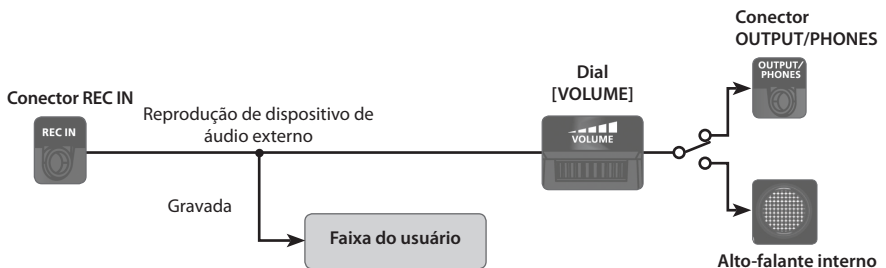 Conector
OUTPUT/PHONES
OUTPUT/
PHONES
Dial
[VOLUME]
VOLUME
Conector REC IN
REC IN
Reprodução de dispositivo de
áudio externo
Gravada
Faixa do usuário
Alto-falante interno